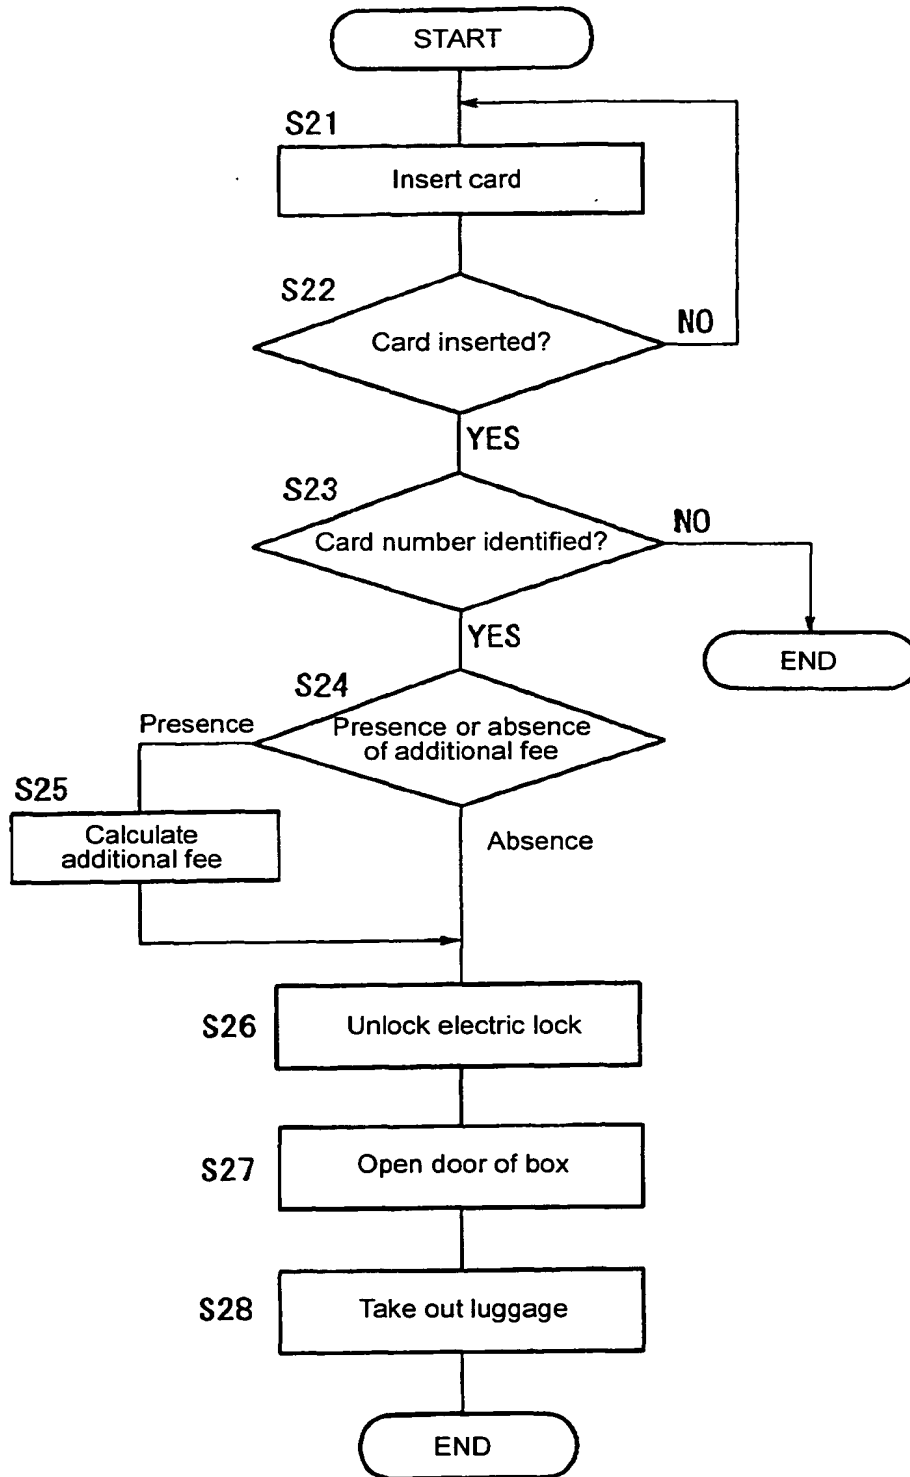 START
S21
Insert card
S22
Card inserted?
NO
YES
S23
Card number identified?
NO
YES
END
S24
Presence or absence
of additional fee
Presence
S25
Calculate
additional fee
Absence
S26
Unlock electric lock
S27
Open door of box
S28
Take out luggage
END